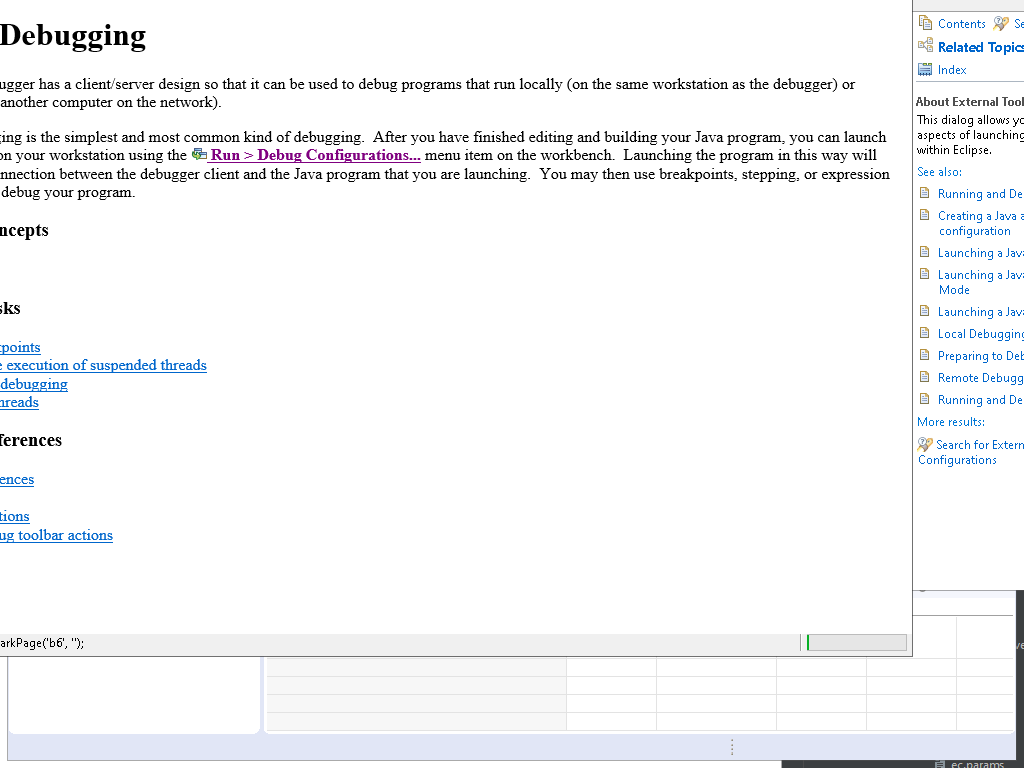 Debugging
ugger has a client/server design so that it can be used to debug programs that run locally (on the same workstation as the debugger) or
another computer on the network).
ing is the simplest and most common kind of debugging.  After you have finished editing and building your Java program, you can launch
on your workstation using the Run > Debug Configurations... menu item on the workbench.  Launching the program in this way will
nnection between the debugger client and the Java program that you are launching.  You may then use breakpoints, stepping, or expression
debug your program.
ncepts
sks
points
e execution of suspended threads
debugging
hreads
ferences
ences
tions
ug toolbar actions
arkPage('b6', '');
Contents Se
Related Topics
Index
About External Tool
This dialog allows yo
aspects of launching
within Eclipse.
See also:
Running and De
Creating a Java a
configuration
Launching a Java
Launching a Java
Mode
Launching a Java
Local Debugging
Preparing to Deb
Remote Debugg
Running and De
More results:
Search for Extern
Configurations
ve
ec.params